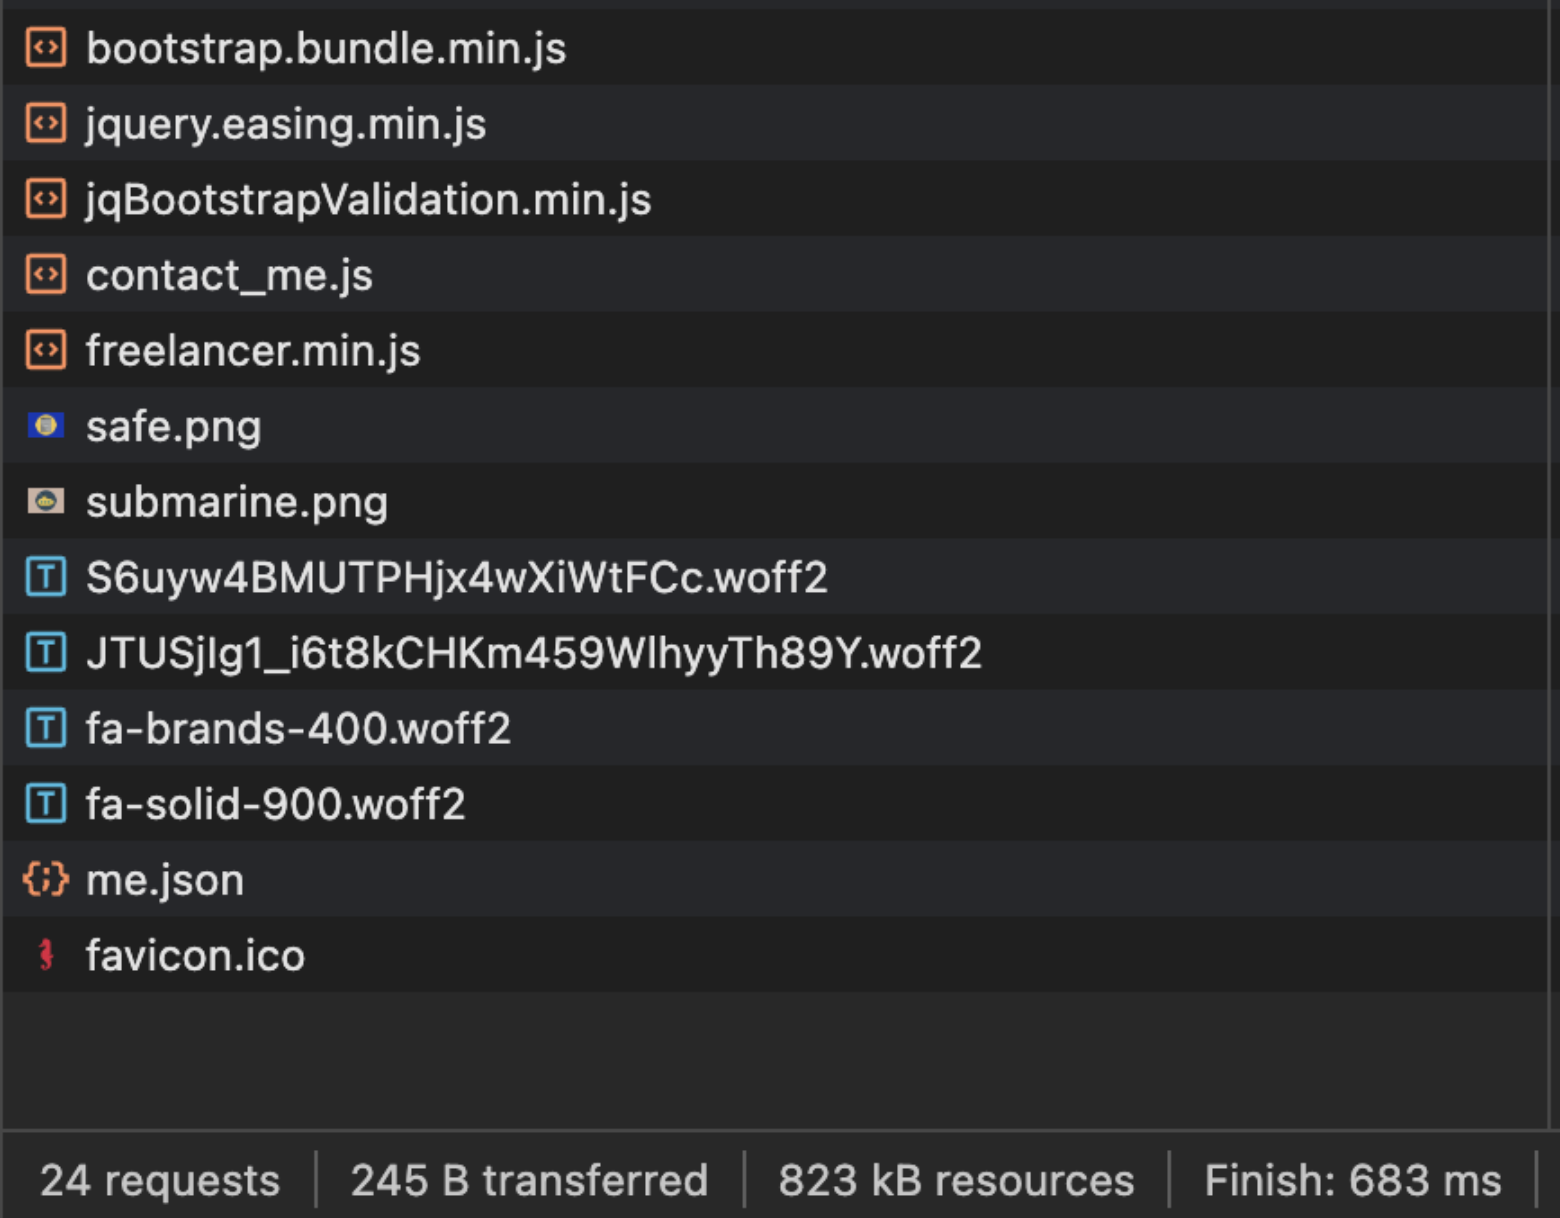 bootstrap.bundle.min.js
jquery.easing.min.js
jqBootstrapValidation.min.js
contact_me.js
freelancer.min.js
safe.png
submarine.png
S6uyw4BMUTPHjx4wXiWtFCc.woff2
JTUSjIg1_i6t8kCHKm459WlhyyTh89Y.woff2
fa-brands-400.woff2
fa-solid-900.woff2
me.json
favicon.ico
24 requests
245 B transferred
823 kB resources
Finish: 683 ms